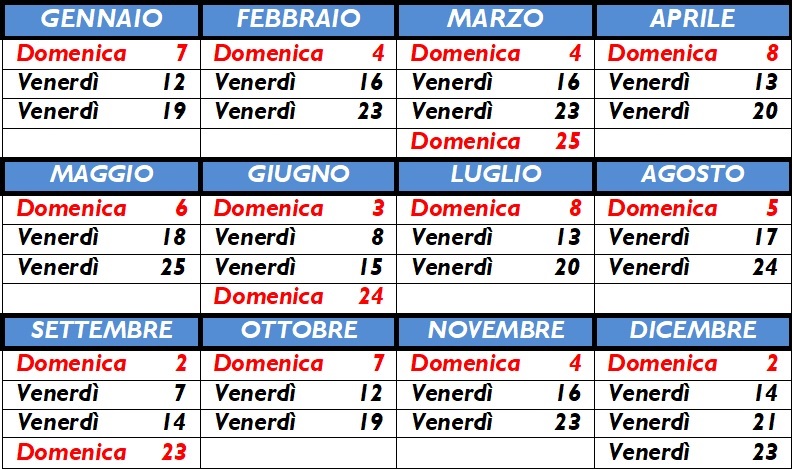 GENNAIO FEBBRAIO MARZO APRILE
Domenica 7 Domenica 4 Domenica 4 Domenica 8
Venerdì 12 Venerdì 16 Venerdì 16 Venerdì 13
Venerdì 19 Venerdì 23 Venerdì 23 Venerdì 20
Domenica 25
MAGGIO GIUGNO LUGLIO AGOSTO
Domenica 6 Domenica 3 Domenica 8 Domenica 5
Venerdì 18 Venerdì 8 Venerdì 13 Venerdì 17
Venerdì 25 Venerdì 15 Venerdì 20 Venerdì 24
Domenica 24
SETTEMBRE OTTOBRE NOVEMBRE DICEMBRE
Domenica 2 Domenica 7 Domenica 4 Domenica 2
Venerdì 7 Venerdì 12 Venerdì 16 Venerdì 14
Venerdì 14 Venerdì 19 Venerdì 23 Venerdì 21
Domenica 23 Venerdì 23